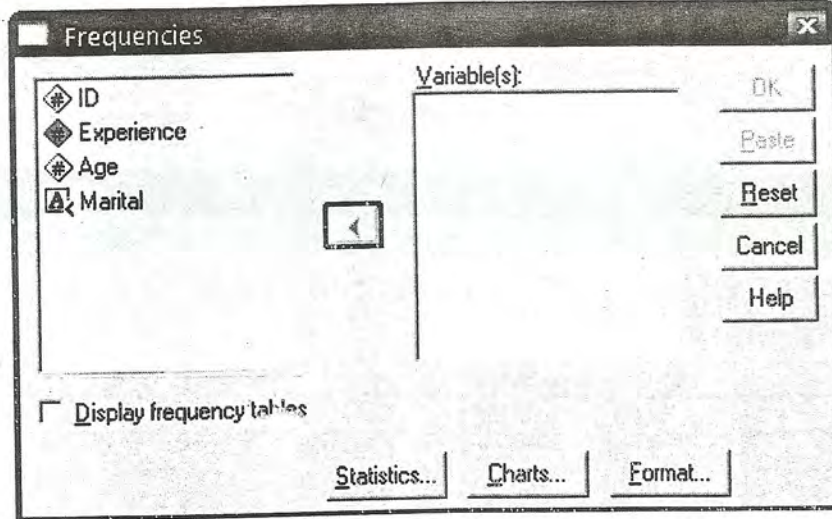 Frequencies
ID
Experience
Age
Marital
Variable(s):
OK
Paste
Reset
Cancel
Help
Display frequency tables
Statistics...
Charts...
Format...